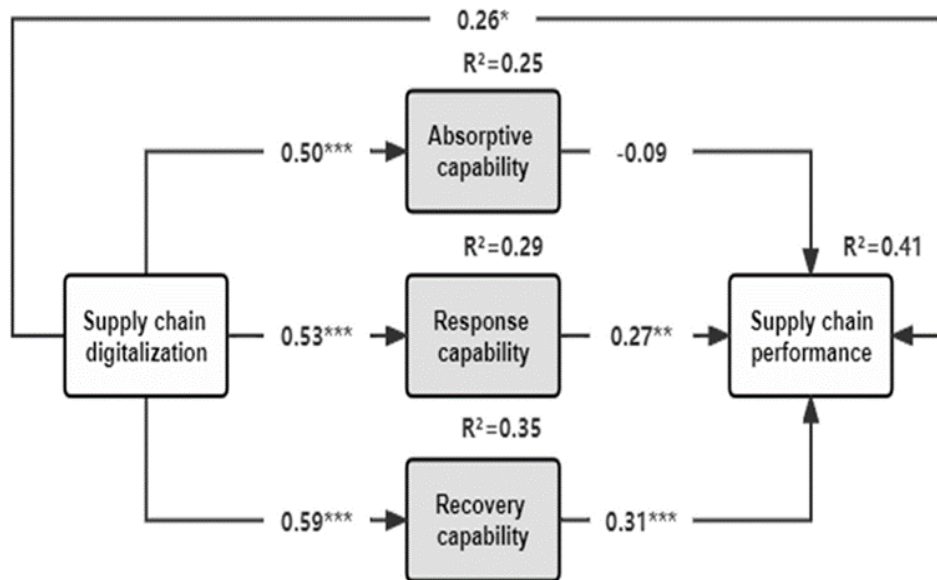 0.26*
R²=0.25
Absorptive
capability
0.50***
-0.09
R²=0.29
R²=0.41
Supply chain
digitalization
0.53***
Response
capability
0.27**
Supply chain
performance
R²=0.35
0.59***
Recovery
capability
0.31***